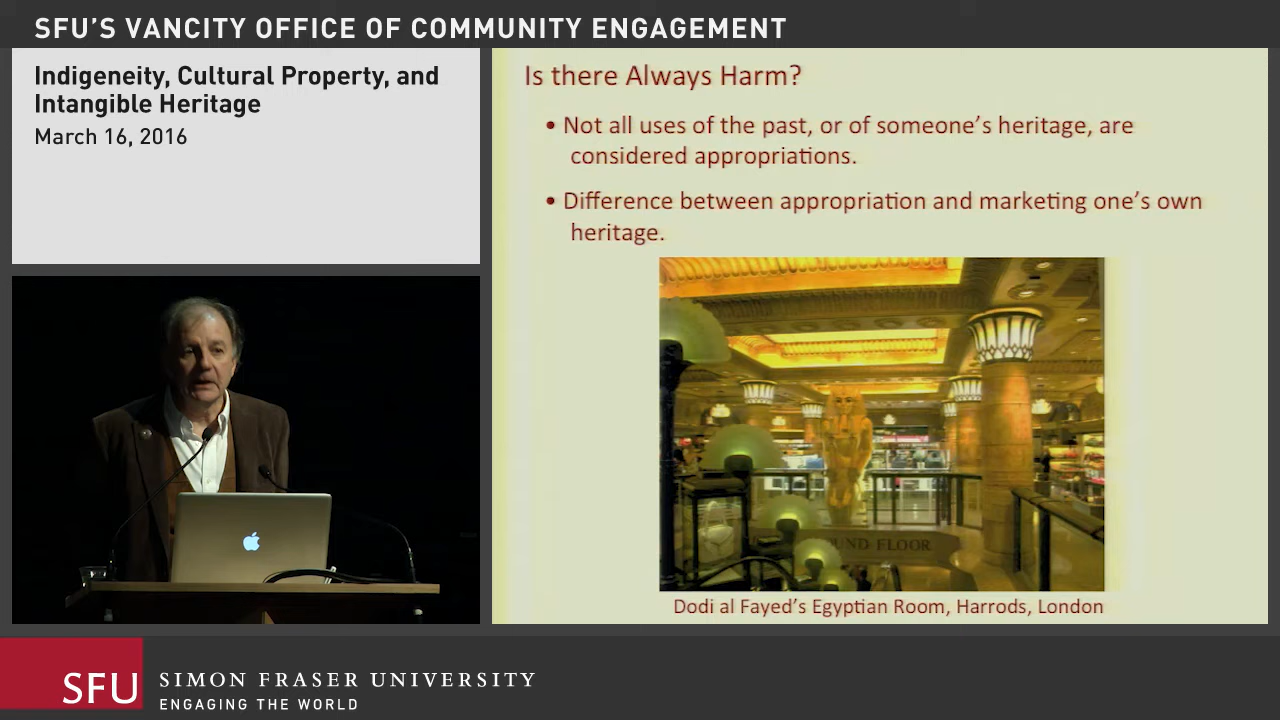 SFU'S VANCITY OFFICE OF COMMUNITY ENGAGEMENT
Indigeneity, Cultural Property, and
Intangible Heritage
March 16, 2016
Is there Always Harm?
• Not all uses of the past, or of someone's heritage, are
considered appropriations.
• Difference between appropriation and marketing one's own
heritage.
FLOOR
Dodi al Fayed's Egyptian Room, Harrods, London
SFU
SIMON FRASER UNIVERSITY
ENGAGING THE WORLD